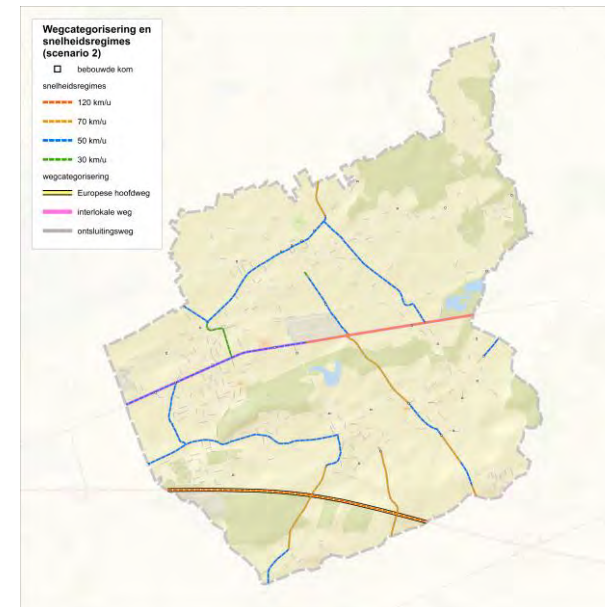 Wegcategorisering en
snelheidsregimes
(scenario 2)
bebouwde kom
snelheidsregimes
120 km/u
70 km/u
50 km/u
30 km/u
wegcategorisering
Europese hoofdweg
interlokale weg
ontsluitingsweg